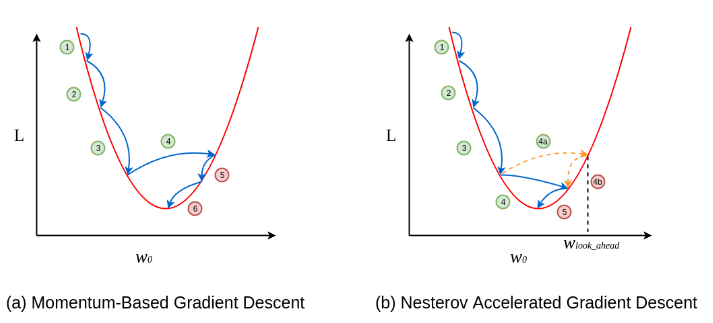 1
2
3
4
5
6
L
w0
(a) Momentum-Based Gradient Descent
1
2
3
4a
4b
4
5
L
w0
wlook_ahead
(b) Nesterov Accelerated Gradient Descent